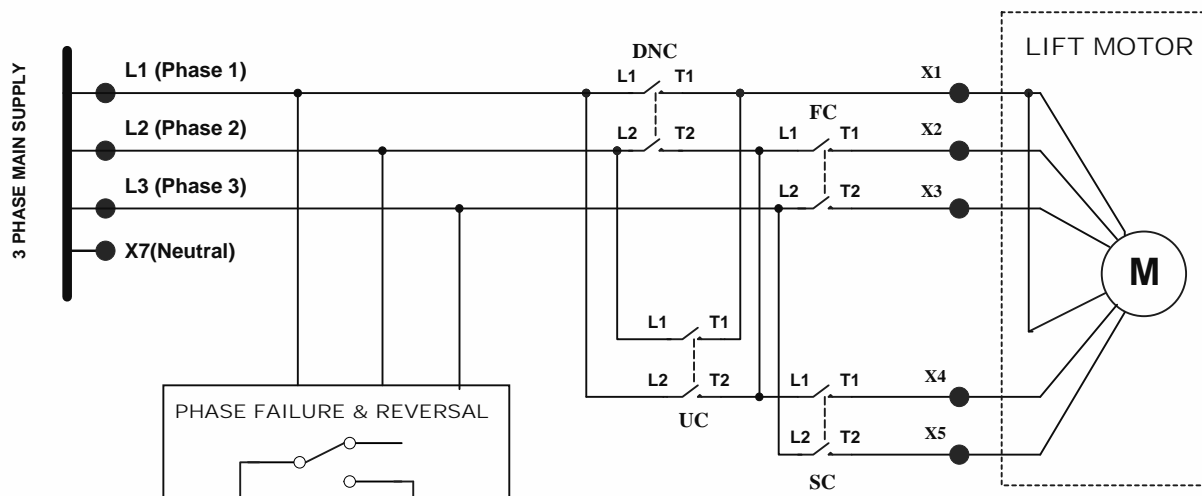 3 PHASE MAIN SUPPLY
L1 (Phase 1)
L2 (Phase 2)
L3 (Phase 3)
X7(Neutral)
DNC
L1 T1
L2 T2
FC
L1 T1
L2 T2
X1
X2
X3
LIFT MOTOR
M
L1 T1
L2 T2
UC
L1 T1
L2 T2
SC
X4
X5
PHASE FAILURE & REVERSAL